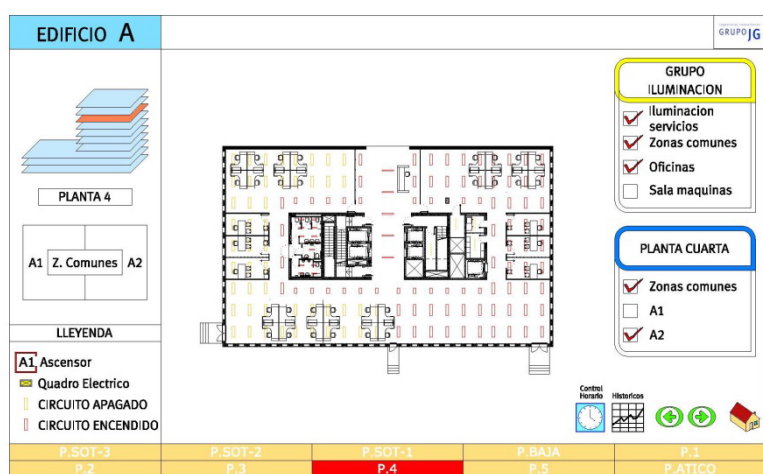 EDIFICIO A
GRUPO JG
GRUPO
ILUMINACION
Iluminacion
servicios
Zonas comunes
Oficinas
Sala maquinas
PLANTA 4
A1 Z. Comunes A2
PLANTA CUARTA
Zonas comunes
A1
A2
LLEYENDA
A1 Ascensor
Quadro Electrico
CIRCUITO APAGADO
CIRCUITO ENCENDIDO
Control
Horario
Historicos
P.SOT-3 P.SOT-2 P.SOT-1 P.BAJA P.1
P.2 P.3 P.4 P.5 P.ATICO